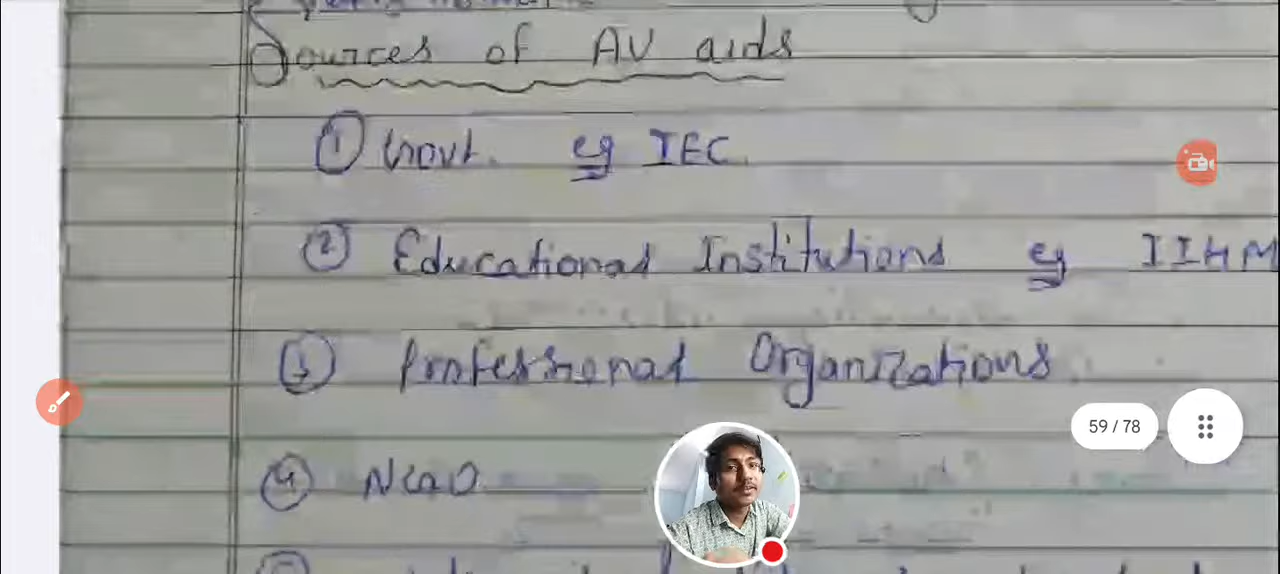 Sources of AV aids
① Govt. eg IEC
② Educational Institutions eg IIHM
③ Professional Organizations.
④ NGO
59 / 78